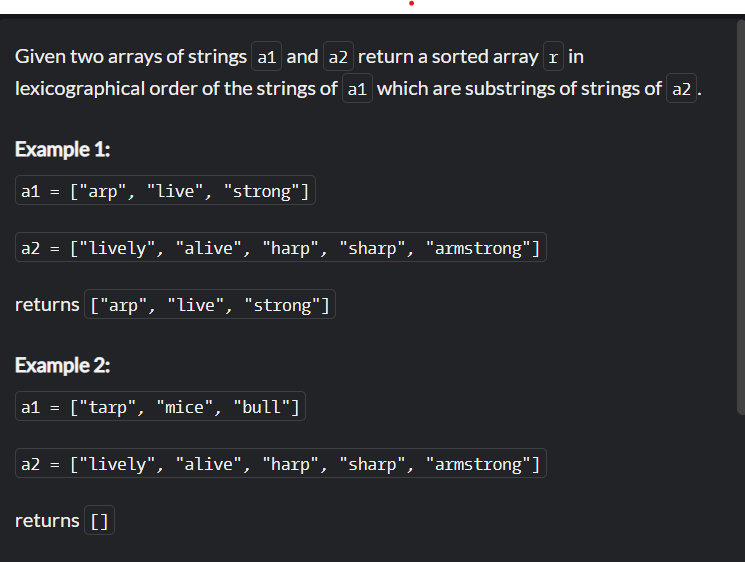 Given two arrays of strings a1 and a2 return a sorted array r in
lexicographical order of the strings of a1 which are substrings of strings of a2.
Example 1:
a1 = ["arp", "live", "strong"]
a2 = ["lively", "alive", "harp", "sharp", "armstrong"]
returns ["arp", "live", "strong"]
Example 2:
a1 = ["tarp", "mice", "bull"]
a2 = ["lively", "alive", "harp", "sharp", "armstrong"]
returns []